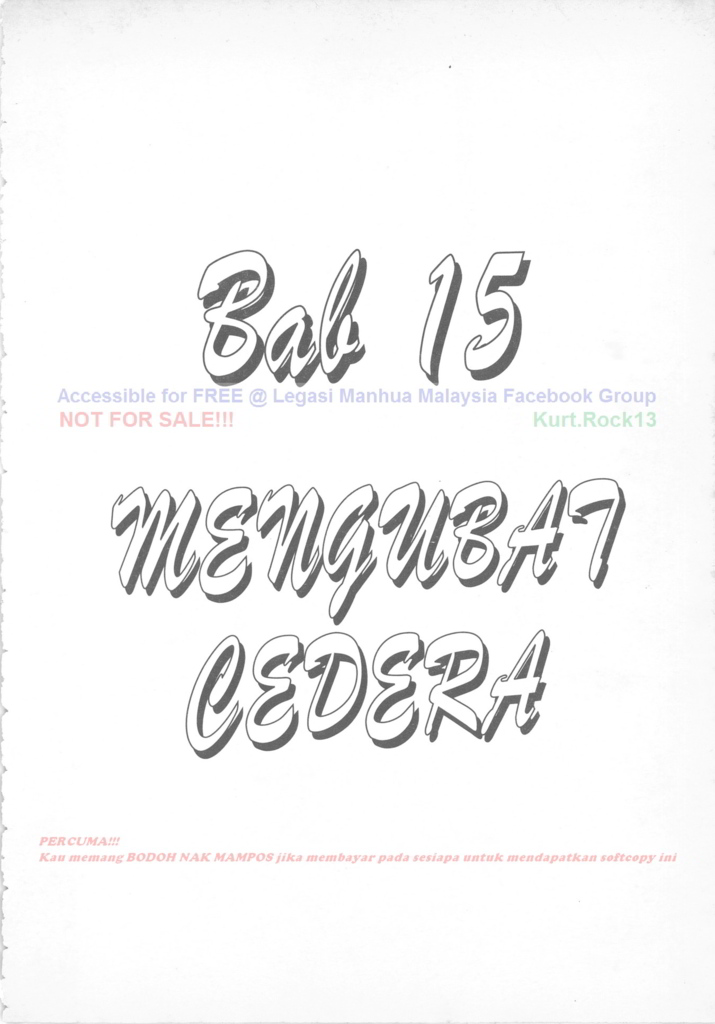 Bab 15
Accessible for FREE @ Legasi Manhua Malaysia Facebook Group
NOT FOR SALE!!! Kurt.Rock13
MENGUBAT
CEDERA
PERCUMA!!!
Kau memang BODOH NAK MAMPOS jika membayar pada sesiapa untuk mendapatkan softcopy ini